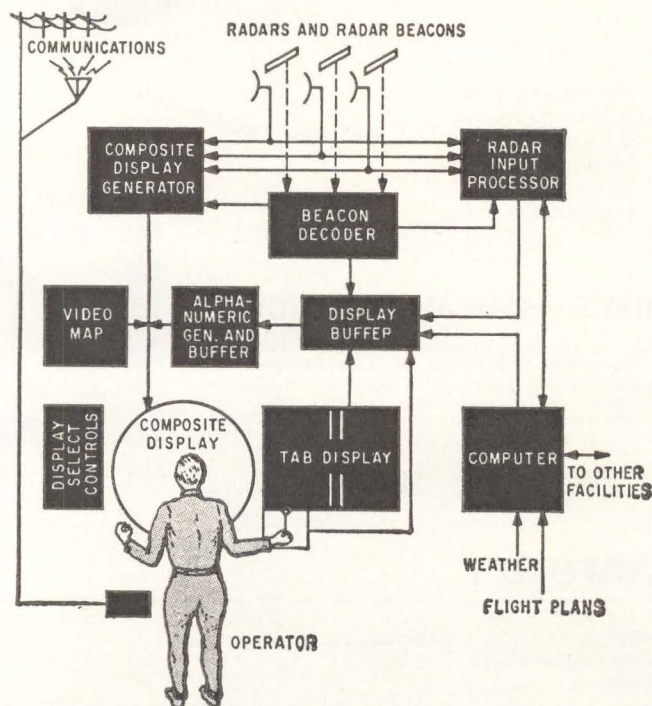 COMMUNICATIONS
RADARS AND RADAR BEACONS
COMPOSITE
DISPLAY
GENERATOR
RADAR
INPUT
PROCESSOR
BEACON
DECODER
VIDEO
MAP
ALPHA-
NUMERIC
GEN. AND
BUFFER
DISPLAY
BUFFER
DISPLAY
SELECT
CONTROLS
COMPOSITE
DISPLAY
TAB DISPLAY
COMPUTER
TO OTHER
FACILITIES
WEATHER
FLIGHT PLANS
OPERATOR